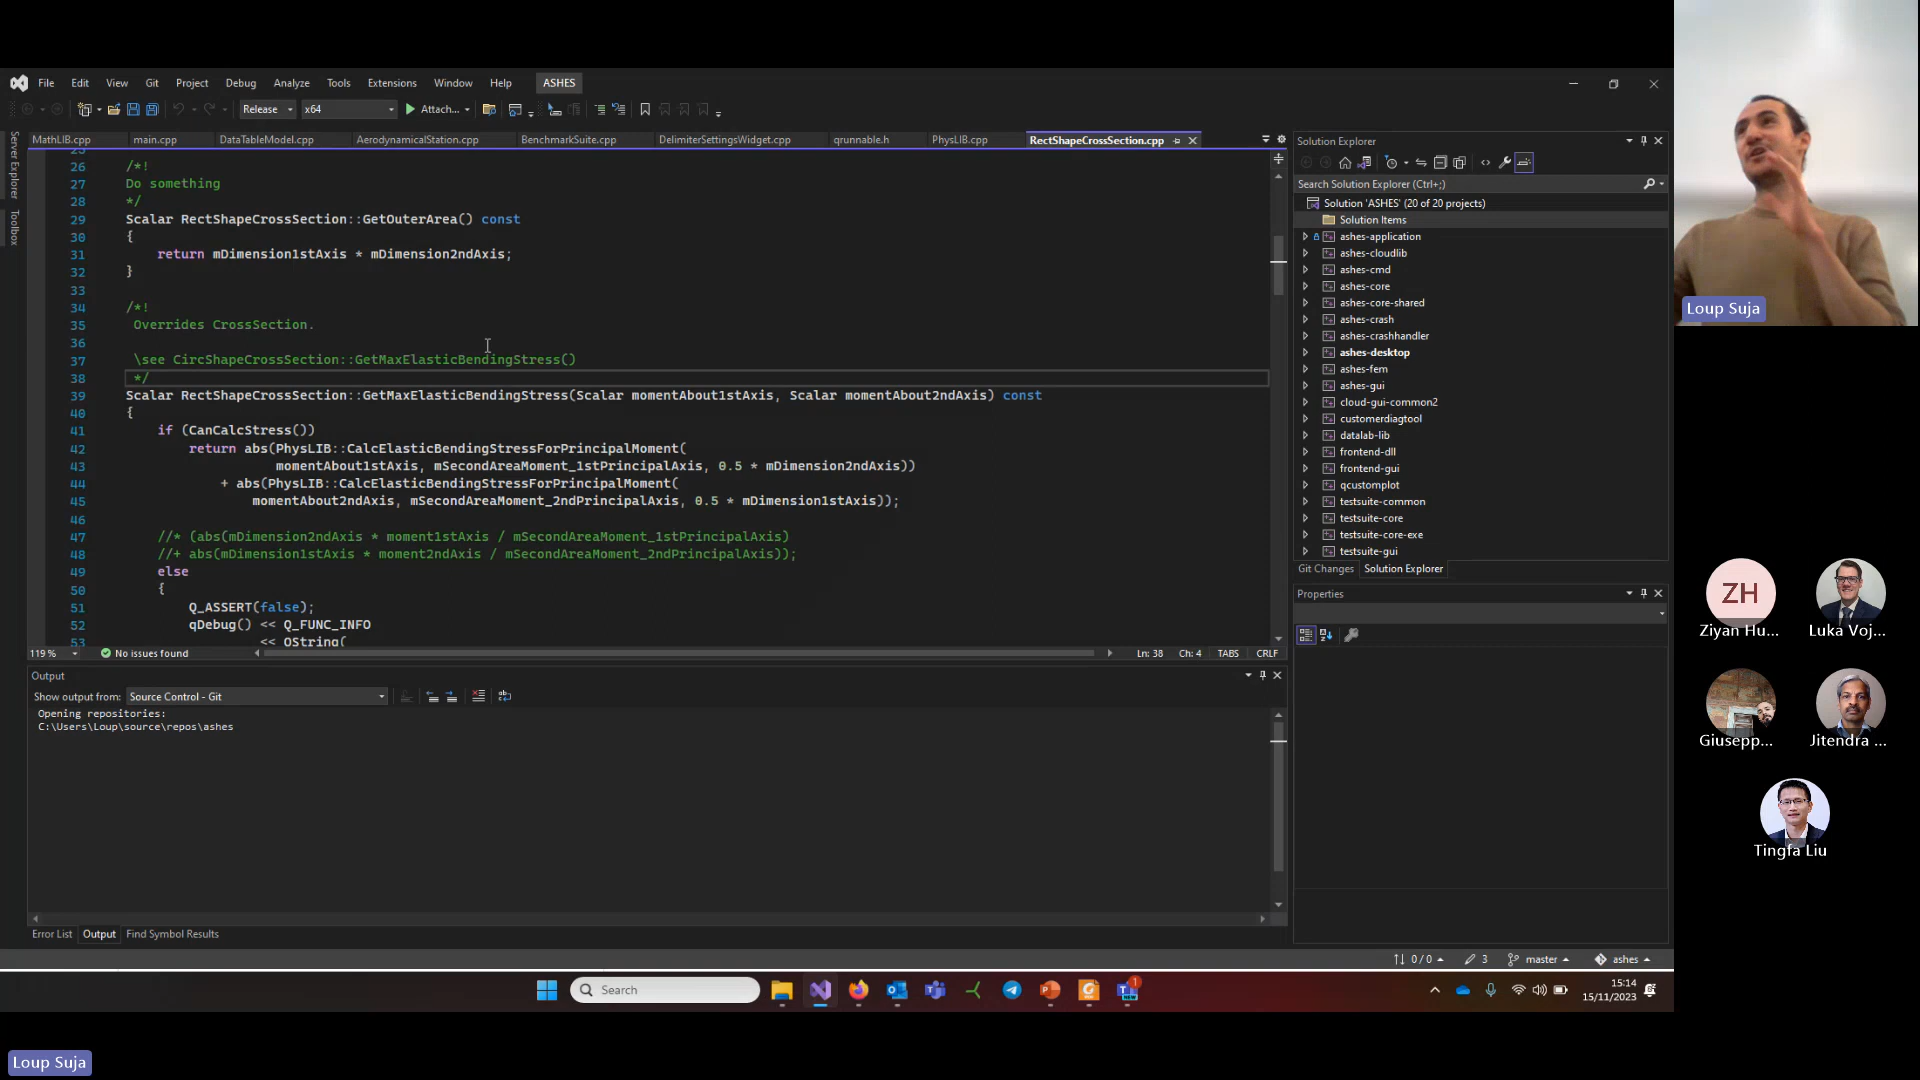 File Edit View Git Project Debug Analyze Tools Extensions Window Help ASHES
Release x64 Attach...
MathLIB.cpp main.cpp DataTableModel.cpp AerodynamicalStation.cpp BenchmarkSuite.cpp DelimiterSettingsWidget.cpp qrunnable.h PhysLIB.cpp RectShapeCrossSection.cpp
Server Explorer
Toolbox
26 /*!
27 Do something
28 */
29 Scalar RectShapeCrossSection::GetOuterArea() const
30 {
31 return mDimension1stAxis * mDimension2ndAxis;
32 }
33
34 /*!
35 Overrides CrossSection.
36
37 \see CircShapeCrossSection::GetMaxElasticBendingStress()
38 */
39 Scalar RectShapeCrossSection::GetMaxElasticBendingStress(Scalar momentAbout1stAxis, Scalar momentAbout2ndAxis) const
40 {
41 if (CanCalcStress())
42 return abs(PhysLIB::CalcElasticBendingStressForPrincipalMoment(
43 momentAbout1stAxis, mSecondAreaMoment_1stPrincipalAxis, 0.5 * mDimension2ndAxis))
44 + abs(PhysLIB::CalcElasticBendingStressForPrincipalMoment(
45 momentAbout2ndAxis, mSecondAreaMoment_2ndPrincipalAxis, 0.5 * mDimension1stAxis));
46
47 //* (abs(mDimension2ndAxis * moment1stAxis / mSecondAreaMoment_1stPrincipalAxis)
48 //+ abs(mDimension1stAxis * moment2ndAxis / mSecondAreaMoment_2ndPrincipalAxis));
49 else
50 {
51 Q_ASSERT(false);
52 qDebug() << Q_FUNC_INFO
53 << OString(
119 % No issues found Ln: 38 Ch: 4 TABS CRLF
Output
Show output from: Source Control - Git
Opening repositories:
C:\Users\Loup\source\repos\ashes
Error List Output Find Symbol Results
Solution Explorer
Search Solution Explorer (Ctrl+;)
Solution 'ASHES' (20 of 20 projects)
Solution Items
ashes-application
ashes-cloudlib
ashes-cmd
ashes-core
ashes-core-shared
ashes-crash
ashes-crashhandler
ashes-desktop
ashes-fem
ashes-gui
cloud-gui-common2
customerdiagtool
datalab-lib
frontend-dll
frontend-gui
qcustomplot
testsuite-common
testsuite-core
testsuite-core-exe
testsuite-gui
Git Changes Solution Explorer
Properties
0 / 0 3 master ashes
Search
1
15:14
15/11/2023
Loup Suja
ZH
Ziyan Hu... Luka Voj...
Giusepp... Jitendra ...
Tingfa Liu
Loup Suja